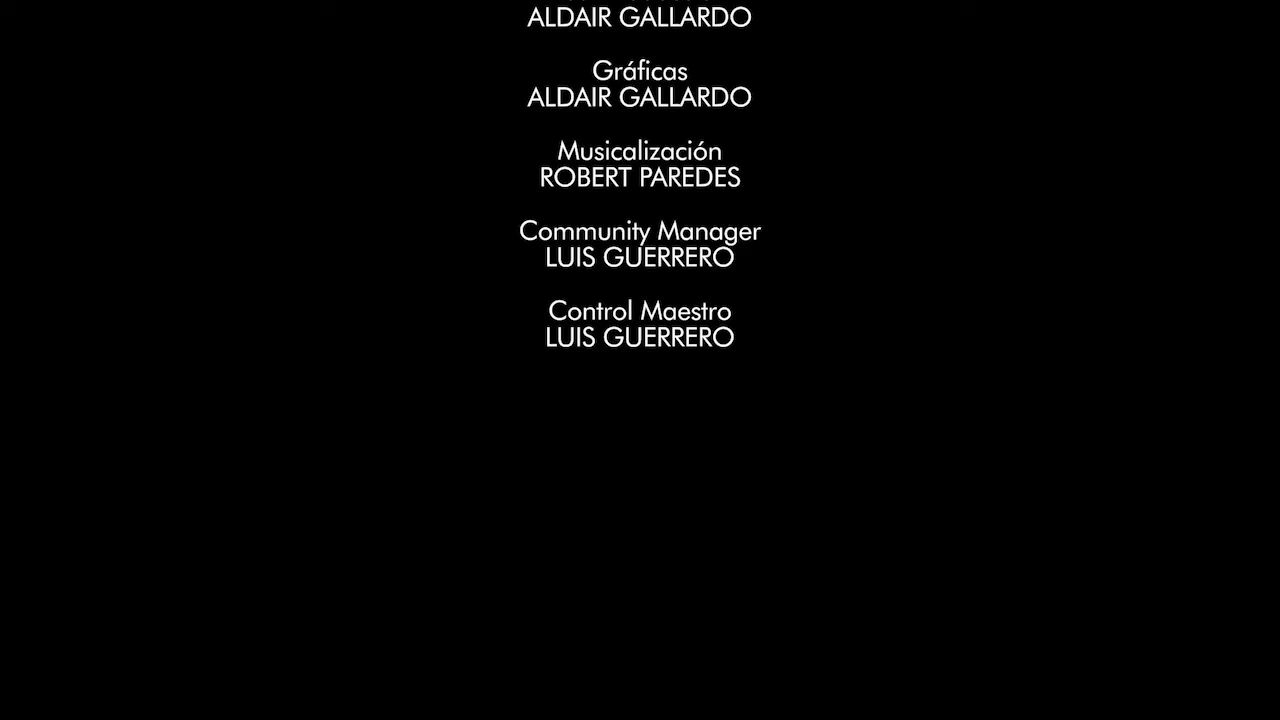 ALDAIR GALLARDO
Gráficas
ALDAIR GALLARDO
Musicalización
ROBERT PAREDES
Community Manager
LUIS GUERRERO
Control Maestro
LUIS GUERRERO